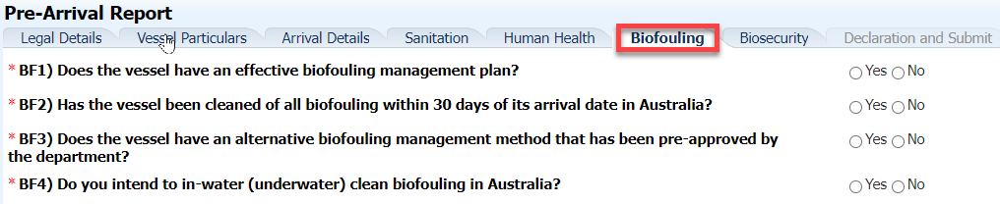 Pre-Arrival Report
Legal Details Vessel Particulars Arrival Details Sanitation Human Health Biofouling Biosecurity Declaration and Submit
* BF1) Does the vessel have an effective biofouling management plan? Yes No
* BF2) Has the vessel been cleaned of all biofouling within 30 days of its arrival date in Australia? Yes No
* BF3) Does the vessel have an alternative biofouling management method that has been pre-approved by Yes No
the department?
* BF4) Do you intend to in-water (underwater) clean biofouling in Australia? Yes No